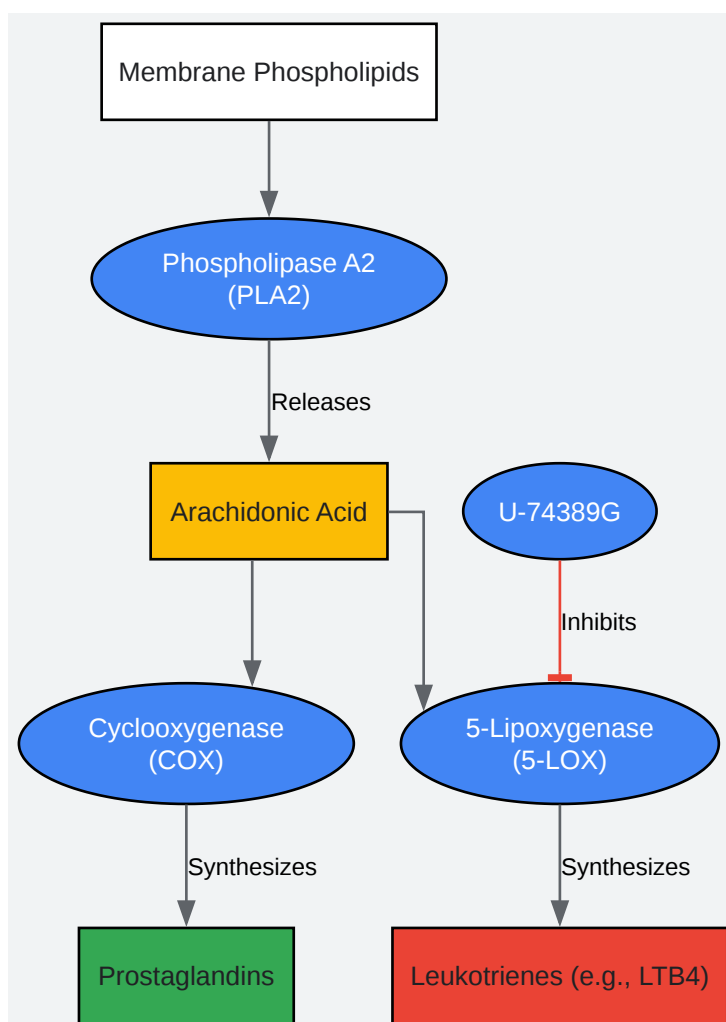 Membrane Phospholipids
Phospholipase A2
(PLA2)
Releases
Arachidonic Acid
U-74389G
Inhibits
Cyclooxygenase
(COX)
5-Lipoxygenase
(5-LOX)
Synthesizes
Synthesizes
Prostaglandins
Leukotrienes (e.g., LTB4)